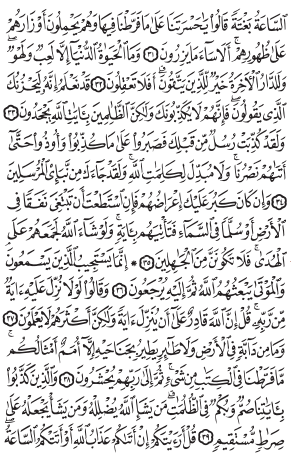 ٱلسَّاعَةُ بَغْتَةً قَالُوا۟ يَٰحَسْرَتَنَا عَلَىٰ مَا فَرَّطْنَا فِيهَا وَهُمْ يَحْمِلُونَ أَوْزَارَهُمْ
عَلَىٰ ظُهُورِهِمْ أَلَا سَآءَ مَا يَزِرُونَ ٣١ وَمَا ٱلْحَيَوٰةُ ٱلدُّنْيَآ إِلَّا لَعِبٌ وَلَهْوٌ
وَلَلدَّارُ ٱلْءَاخِرَةُ خَيْرٌ لِّلَّذِينَ يَتَّقُونَ أَفَلَا تَعْقِلُونَ ٣٢ قَدْ نَعْلَمُ إِنَّهُۥ لَيَحْزُنُكَ
ٱلَّذِى يَقُولُونَ فَإِنَّهُمْ لَا يُكَذِّبُونَكَ وَلَٰكِنَّ ٱلظَّٰلِمِينَ بِـَٔايَٰتِ ٱللَّهِ يَجْحَدُونَ ٣٣
وَلَقَدْ كُذِّبَتْ رُسُلٌ مِّن قَبْلِكَ فَصَبَرُوا۟ عَلَىٰ مَا كُذِّبُوا۟ وَأُوذُوا۟ حَتَّىٰٓ
أَتَىٰهُمْ نَصْرُنَا وَلَا مُبَدِّلَ لِكَلِمَٰتِ ٱللَّهِ وَلَقَدْ جَآءَكَ مِن نَّبَإِى۟ ٱلْمُرْسَلِينَ
٣٤ وَإِن كَانَ كَبُرَ عَلَيْكَ إِعْرَاضُهُمْ فَإِنِ ٱسْتَطَعْتَ أَن تَبْتَغِىَ نَفَقًا فِى
ٱلْأَرْضِ أَوْ سُلَّمًا فِى ٱلسَّمَآءِ فَتَأْتِيَهُم بِـَٔايَةٍ وَلَوْ شَآءَ ٱللَّهُ لَجَمَعَهُمْ عَلَى
ٱلْهُدَىٰ فَلَا تَكُونَنَّ مِنَ ٱلْجَٰهِلِينَ ٣٥ ۞ إِنَّمَا يَسْتَجِيبُ ٱلَّذِينَ يَسْمَعُونَ
وَٱلْمَوْتَىٰ يَبْعَثُهُمُ ٱللَّهُ ثُمَّ إِلَيْهِ يُرْجَعُونَ ٣٦ وَقَالُوا۟ لَوْلَا نُزِّلَ عَلَيْهِ ءَايَةٌ
مِّن رَّبِّهِۦ قُلْ إِنَّ ٱللَّهَ قَادِرٌ عَلَىٰٓ أَن يُنَزِّلَ ءَايَةً وَلَٰكِنَّ أَكْثَرَهُمْ لَا يَعْلَمُونَ ٣٧
وَمَا مِن دَآبَّةٍ فِى ٱلْأَرْضِ وَلَا طَٰٓئِرٍ يَطِيرُ بِجَنَاحَيْهِ إِلَّآ أُمَمٌ أَمْثَالُكُم
مَّا فَرَّطْنَا فِى ٱلْكِتَٰبِ مِن شَىْءٍ ثُمَّ إِلَىٰ رَبِّهِمْ يُحْشَرُونَ ٣٨ وَٱلَّذِينَ كَذَّبُوا۟
بِـَٔايَٰتِنَا صُمٌّ وَبُكْمٌ فِى ٱلظُّلُمَٰتِ مَن يَشَإِ ٱللَّهُ يُضْلِلْهُ وَمَن يَشَأْ يَجْعَلْهُ عَلَىٰ
صِرَٰطٍ مُّسْتَقِيمٍ ٣٩ قُلْ أَرَءَيْتَكُمْ إِنْ أَتَىٰكُمْ عَذَابُ ٱللَّهِ أَوْ أَتَتْكُمُ ٱلسَّاعَةُ